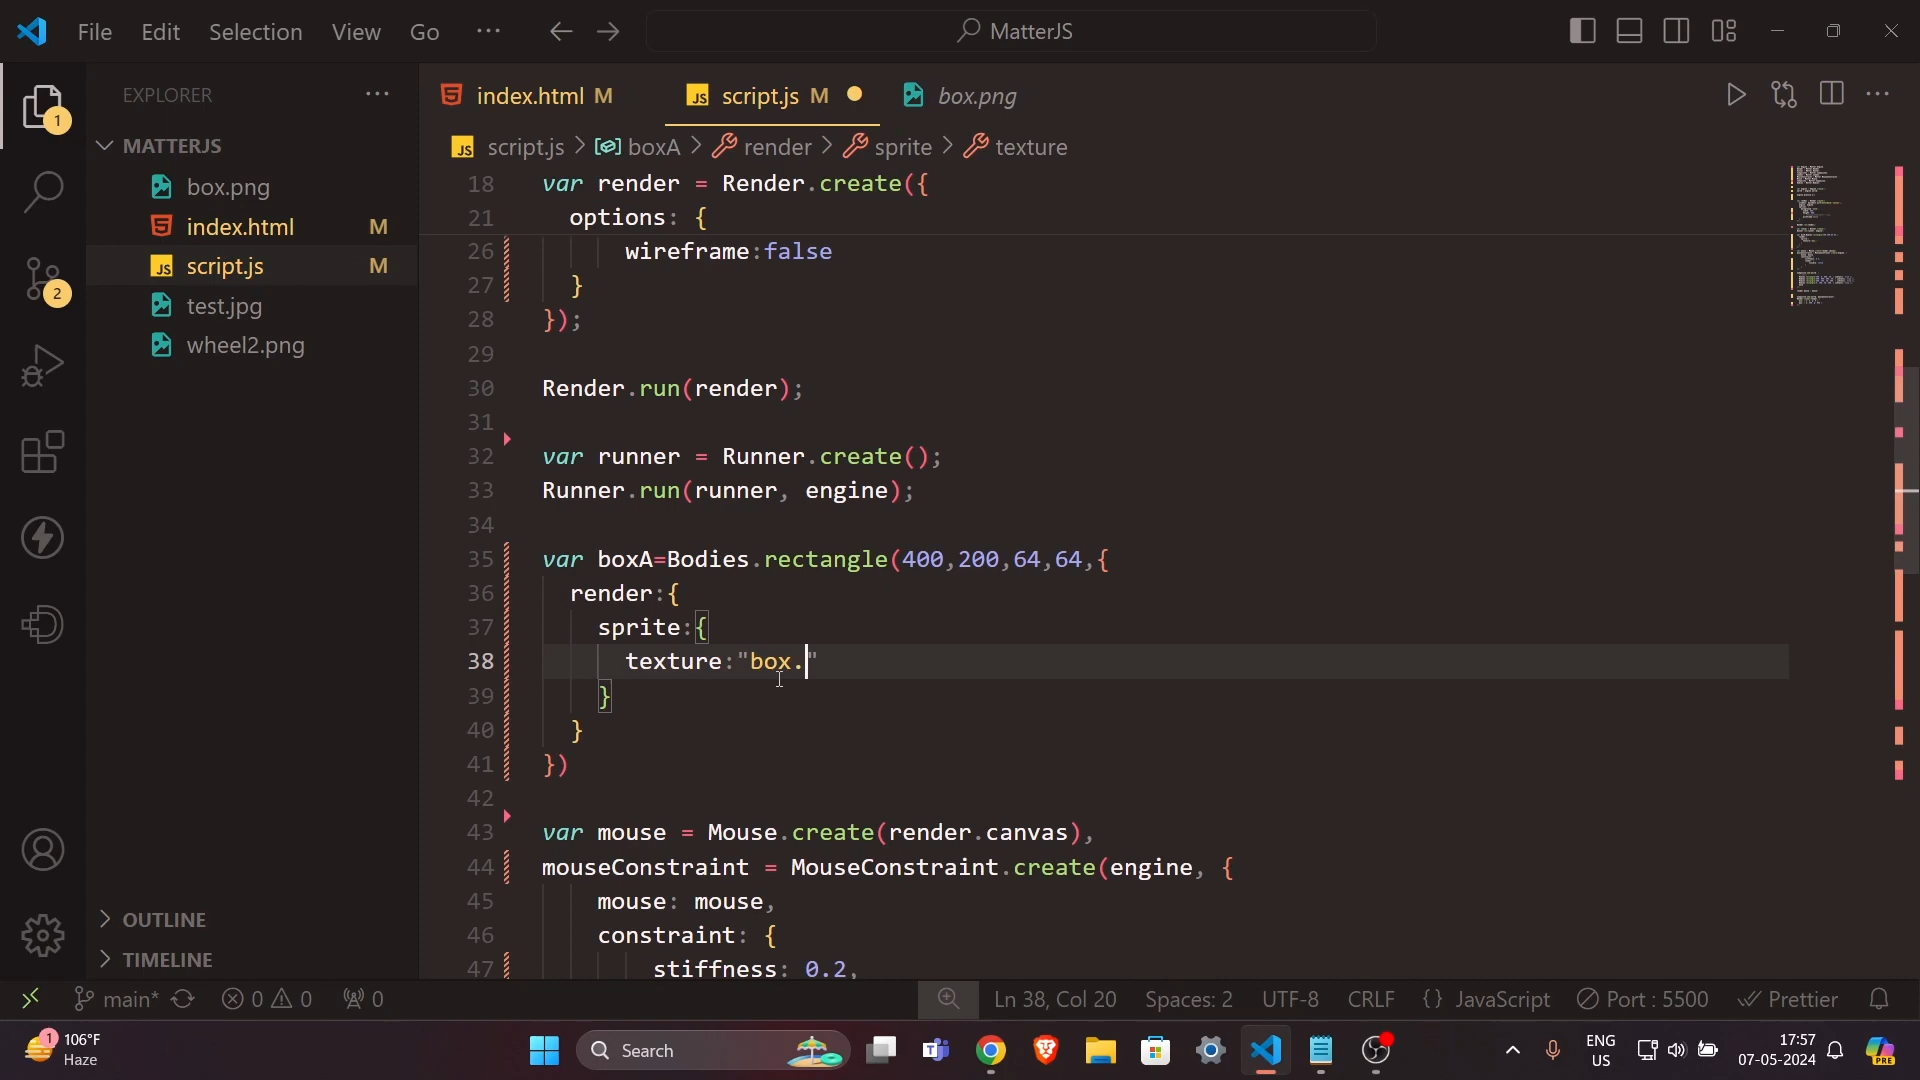 File Edit Selection View Go ··· MatterJS
EXPLORER ···
1
MATTERJS
box.png
index.html M
script.js M
test.jpg
wheel2.png
2
OUTLINE
TIMELINE
index.html M script.js M box.png
script.js > boxA > render > sprite > texture
18 var render = Render.create({
21 options: {
26 wireframe:false
27 }
28 });
29
30 Render.run(render);
31
32 var runner = Runner.create();
33 Runner.run(runner, engine);
34
35 var boxA=Bodies.rectangle(400,200,64,64,{
36 render:{
37 sprite:{
38 texture:"box."
39 }
40 }
41 })
42
43 var mouse = Mouse.create(render.canvas),
44 mouseConstraint = MouseConstraint.create(engine, {
45 mouse: mouse,
46 constraint: {
47 stiffness: 0.2,
main* 0 0 0 Ln 38, Col 20 Spaces: 2 UTF-8 CRLF {} JavaScript Port : 5500 Prettier
1 106°F
Haze
Search
ENG
US
17:57
07-05-2024
PRE